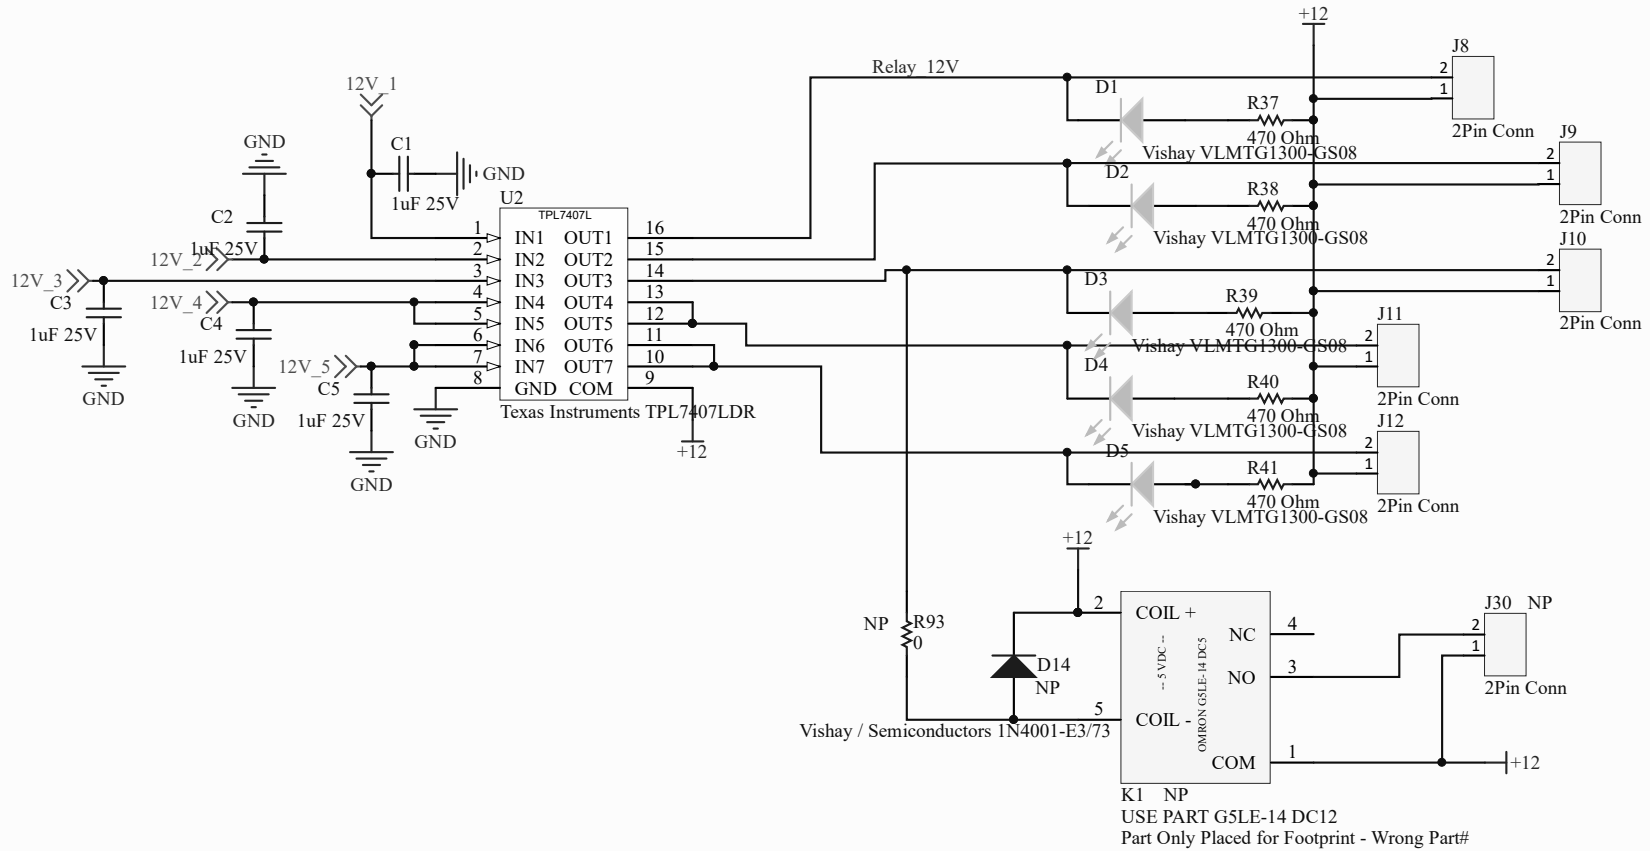 +12
J8
2
1
2Pin Conn
Relay 12V
D1
R37
470 Ohm
Vishay VLMTG1300-GS08
J9
2
1
2Pin Conn
D2
R38
470 Ohm
Vishay VLMTG1300-GS08
J10
2
1
2Pin Conn
D3
R39
470 Ohm
Vishay VLMTG1300-GS08
J11
2
1
2Pin Conn
D4
R40
470 Ohm
Vishay VLMTG1300-GS08
J12
2
1
2Pin Conn
D5
R41
470 Ohm
Vishay VLMTG1300-GS08
12V_1
C1
1uF 25V
GND
GND
C2
1uF 25V
12V_2
12V_3
C3
1uF 25V
GND
12V_4
C4
1uF 25V
GND
12V_5
C5
1uF 25V
GND
U2
TPL7407L
1 IN1 OUT1 16
2 IN2 OUT2 15
3 IN3 OUT3 14
4 IN4 OUT4 13
5 IN5 OUT5 12
6 IN6 OUT6 11
7 IN7 OUT7 10
8 GND COM 9
Texas Instruments TPL7407LDR
GND
+12
NP R93
0
+12
D14
NP
Vishay / Semiconductors 1N4001-E3/73
2 COIL +
5 COIL -
-- 5 VDC --
OMRON G5LE-14 DC5
NC 4
NO 3
COM 1
K1 NP
USE PART G5LE-14 DC12
Part Only Placed for Footprint - Wrong Part#
J30 NP
2
1
2Pin Conn
+12